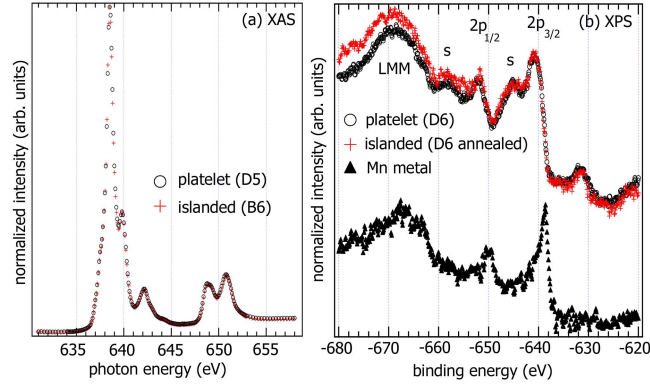 (a) XAS
normalized intensity (arb. units)
platelet (D5)
islanded (B6)
635
640
645
650
655
photon energy (eV)
(b) XPS
2p1/2
2p3/2
s
s
LMM
normalized intensity (arb. units)
platelet (D6)
islanded (D6 annealed)
Mn metal
-680
-670
-660
-650
-640
-630
-620
binding energy (eV)